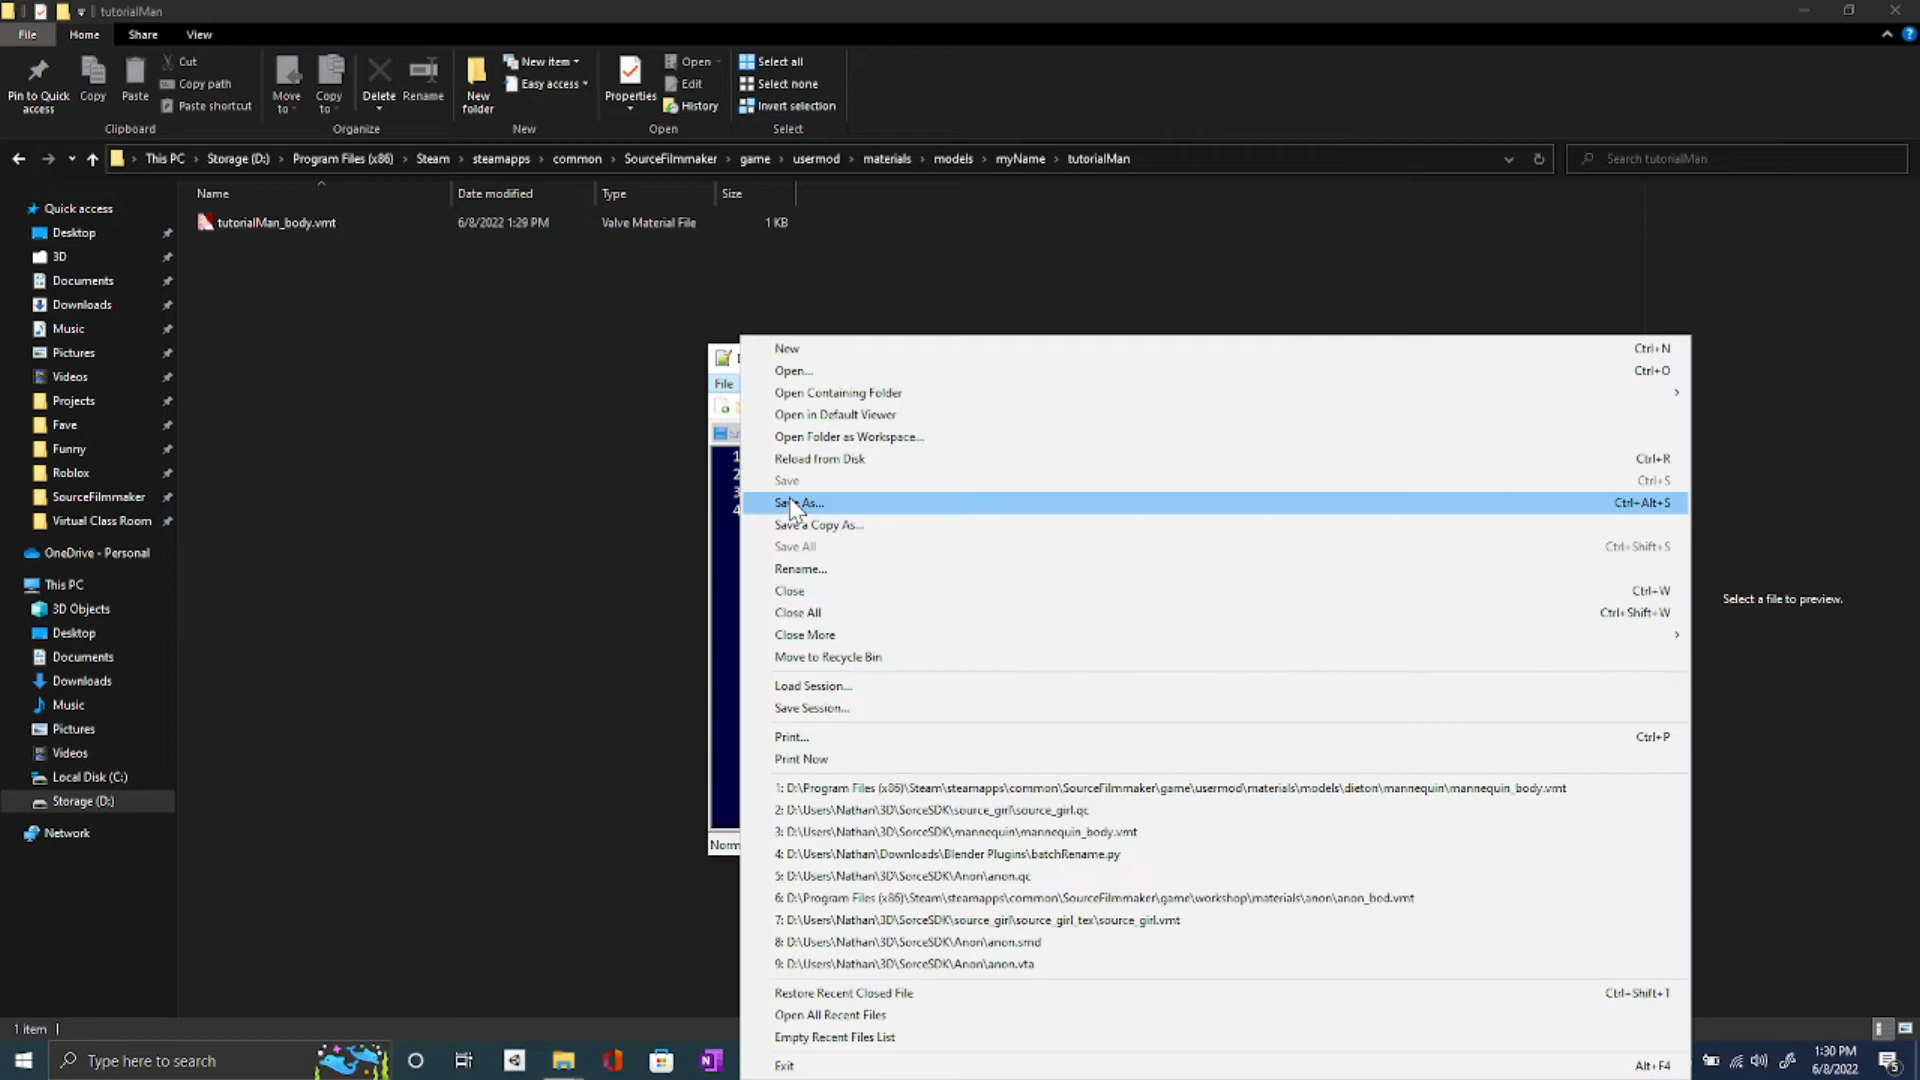 tutorialMan
File Home Share View
Pin to Quick access
Copy
Paste
Cut
Copy path
Paste shortcut
Clipboard
Move to
Copy to
Delete
Rename
Organize
New folder
New item
Easy access
New
Properties
Open
Edit
History
Open
Select all
Select none
Invert selection
Select
This PC > Storage (D:) > Program Files (x86) > Steam > steamapps > common > SourceFilmmaker > game > usermod > materials > models > myName > tutorialMan
Search tutorialMan
Name Date modified Type Size
tutorialMan_body.vmt 6/8/2022 1:29 PM Valve Material File 1 KB
Quick access
Desktop
3D
Documents
Downloads
Music
Pictures
Videos
Projects
Fave
Funny
Roblox
SourceFilmmaker
Virtual Class Room
OneDrive - Personal
This PC
3D Objects
Desktop
Documents
Downloads
Music
Pictures
Videos
Local Disk (C:)
Storage (D:)
Network
File
1
2
3
4
Norm
New Ctrl+N
Open... Ctrl+O
Open Containing Folder
Open in Default Viewer
Open Folder as Workspace...
Reload from Disk Ctrl+R
Save Ctrl+S
Save As... Ctrl+Alt+S
Save a Copy As...
Save All Ctrl+Shift+S
Rename...
Close Ctrl+W
Close All Ctrl+Shift+W
Close More
Move to Recycle Bin
Load Session...
Save Session...
Print... Ctrl+P
Print Now
1: D:\Program Files (x86)\Steam\steamapps\common\SourceFilmmaker\game\usermod\materials\models\dieton\mannequin\mannequin_body.vmt
2: D:\Users\Nathan\3D\SorceSDK\source_girl\source_girl.qc
3: D:\Users\Nathan\3D\SorceSDK\mannequin\mannequin_body.vmt
4: D:\Users\Nathan\Downloads\Blender Plugins\batchRename.py
5: D:\Users\Nathan\3D\SorceSDK\Anon\anon.qc
6: D:\Program Files (x86)\Steam\steamapps\common\SourceFilmmaker\game\workshop\materials\anon\anon_bod.vmt
7: D:\Users\Nathan\3D\SorceSDK\source_girl\source_girl_tex\source_girl.vmt
8: D:\Users\Nathan\3D\SorceSDK\Anon\anon.smd
9: D:\Users\Nathan\3D\SorceSDK\Anon\anon.vta
Restore Recent Closed File Ctrl+Shift+T
Open All Recent Files
Empty Recent Files List
Exit Alt+F4
Select a file to preview.
1 item
Type here to search
1:30 PM
6/8/2022
5